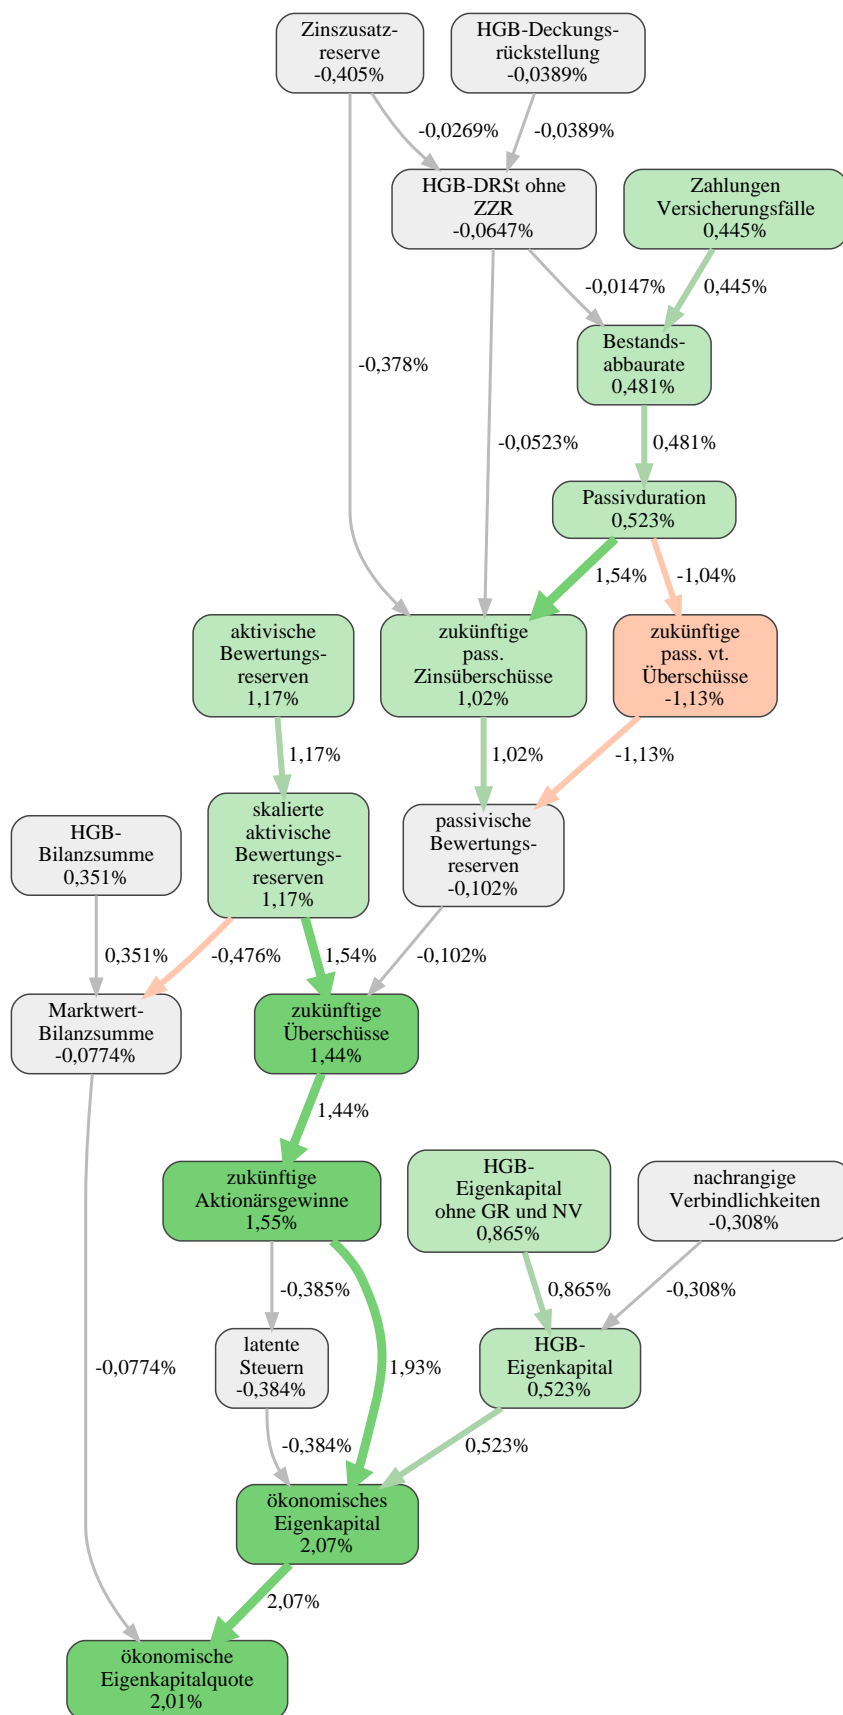 Zinszusatz-
reserve
-0,405%
HGB-Deckungs-
rückstellung
-0,0389%
-0,0269%
-0,0389%
HGB-DRSt ohne
ZZR
-0,0647%
Zahlungen
Versicherungsfälle
0,445%
-0,0147%
0,445%
Bestands-
abbaurate
0,481%
-0,378%
-0,0523%
0,481%
Passivduration
0,523%
1,54%
-1,04%
aktivische
Bewertungs-
reserven
1,17%
zukünftige
pass.
Zinsüberschüsse
1,02%
zukünftige
pass. vt.
Überschüsse
-1,13%
1,17%
1,02%
-1,13%
HGB-
Bilanzsumme
0,351%
skalierte
aktivische
Bewertungs-
reserven
1,17%
passivische
Bewertungs-
reserven
-0,102%
0,351%
-0,476%
1,54%
-0,102%
Marktwert-
Bilanzsumme
-0,0774%
zukünftige
Überschüsse
1,44%
1,44%
zukünftige
Aktionärsgewinne
1,55%
HGB-
Eigenkapital
ohne GR und NV
0,865%
nachrangige
Verbindlichkeiten
-0,308%
-0,385%
0,865%
-0,308%
-0,0774%
latente
Steuern
-0,384%
1,93%
HGB-
Eigenkapital
0,523%
-0,384%
0,523%
ökonomisches
Eigenkapital
2,07%
2,07%
ökonomische
Eigenkapitalquote
2,01%